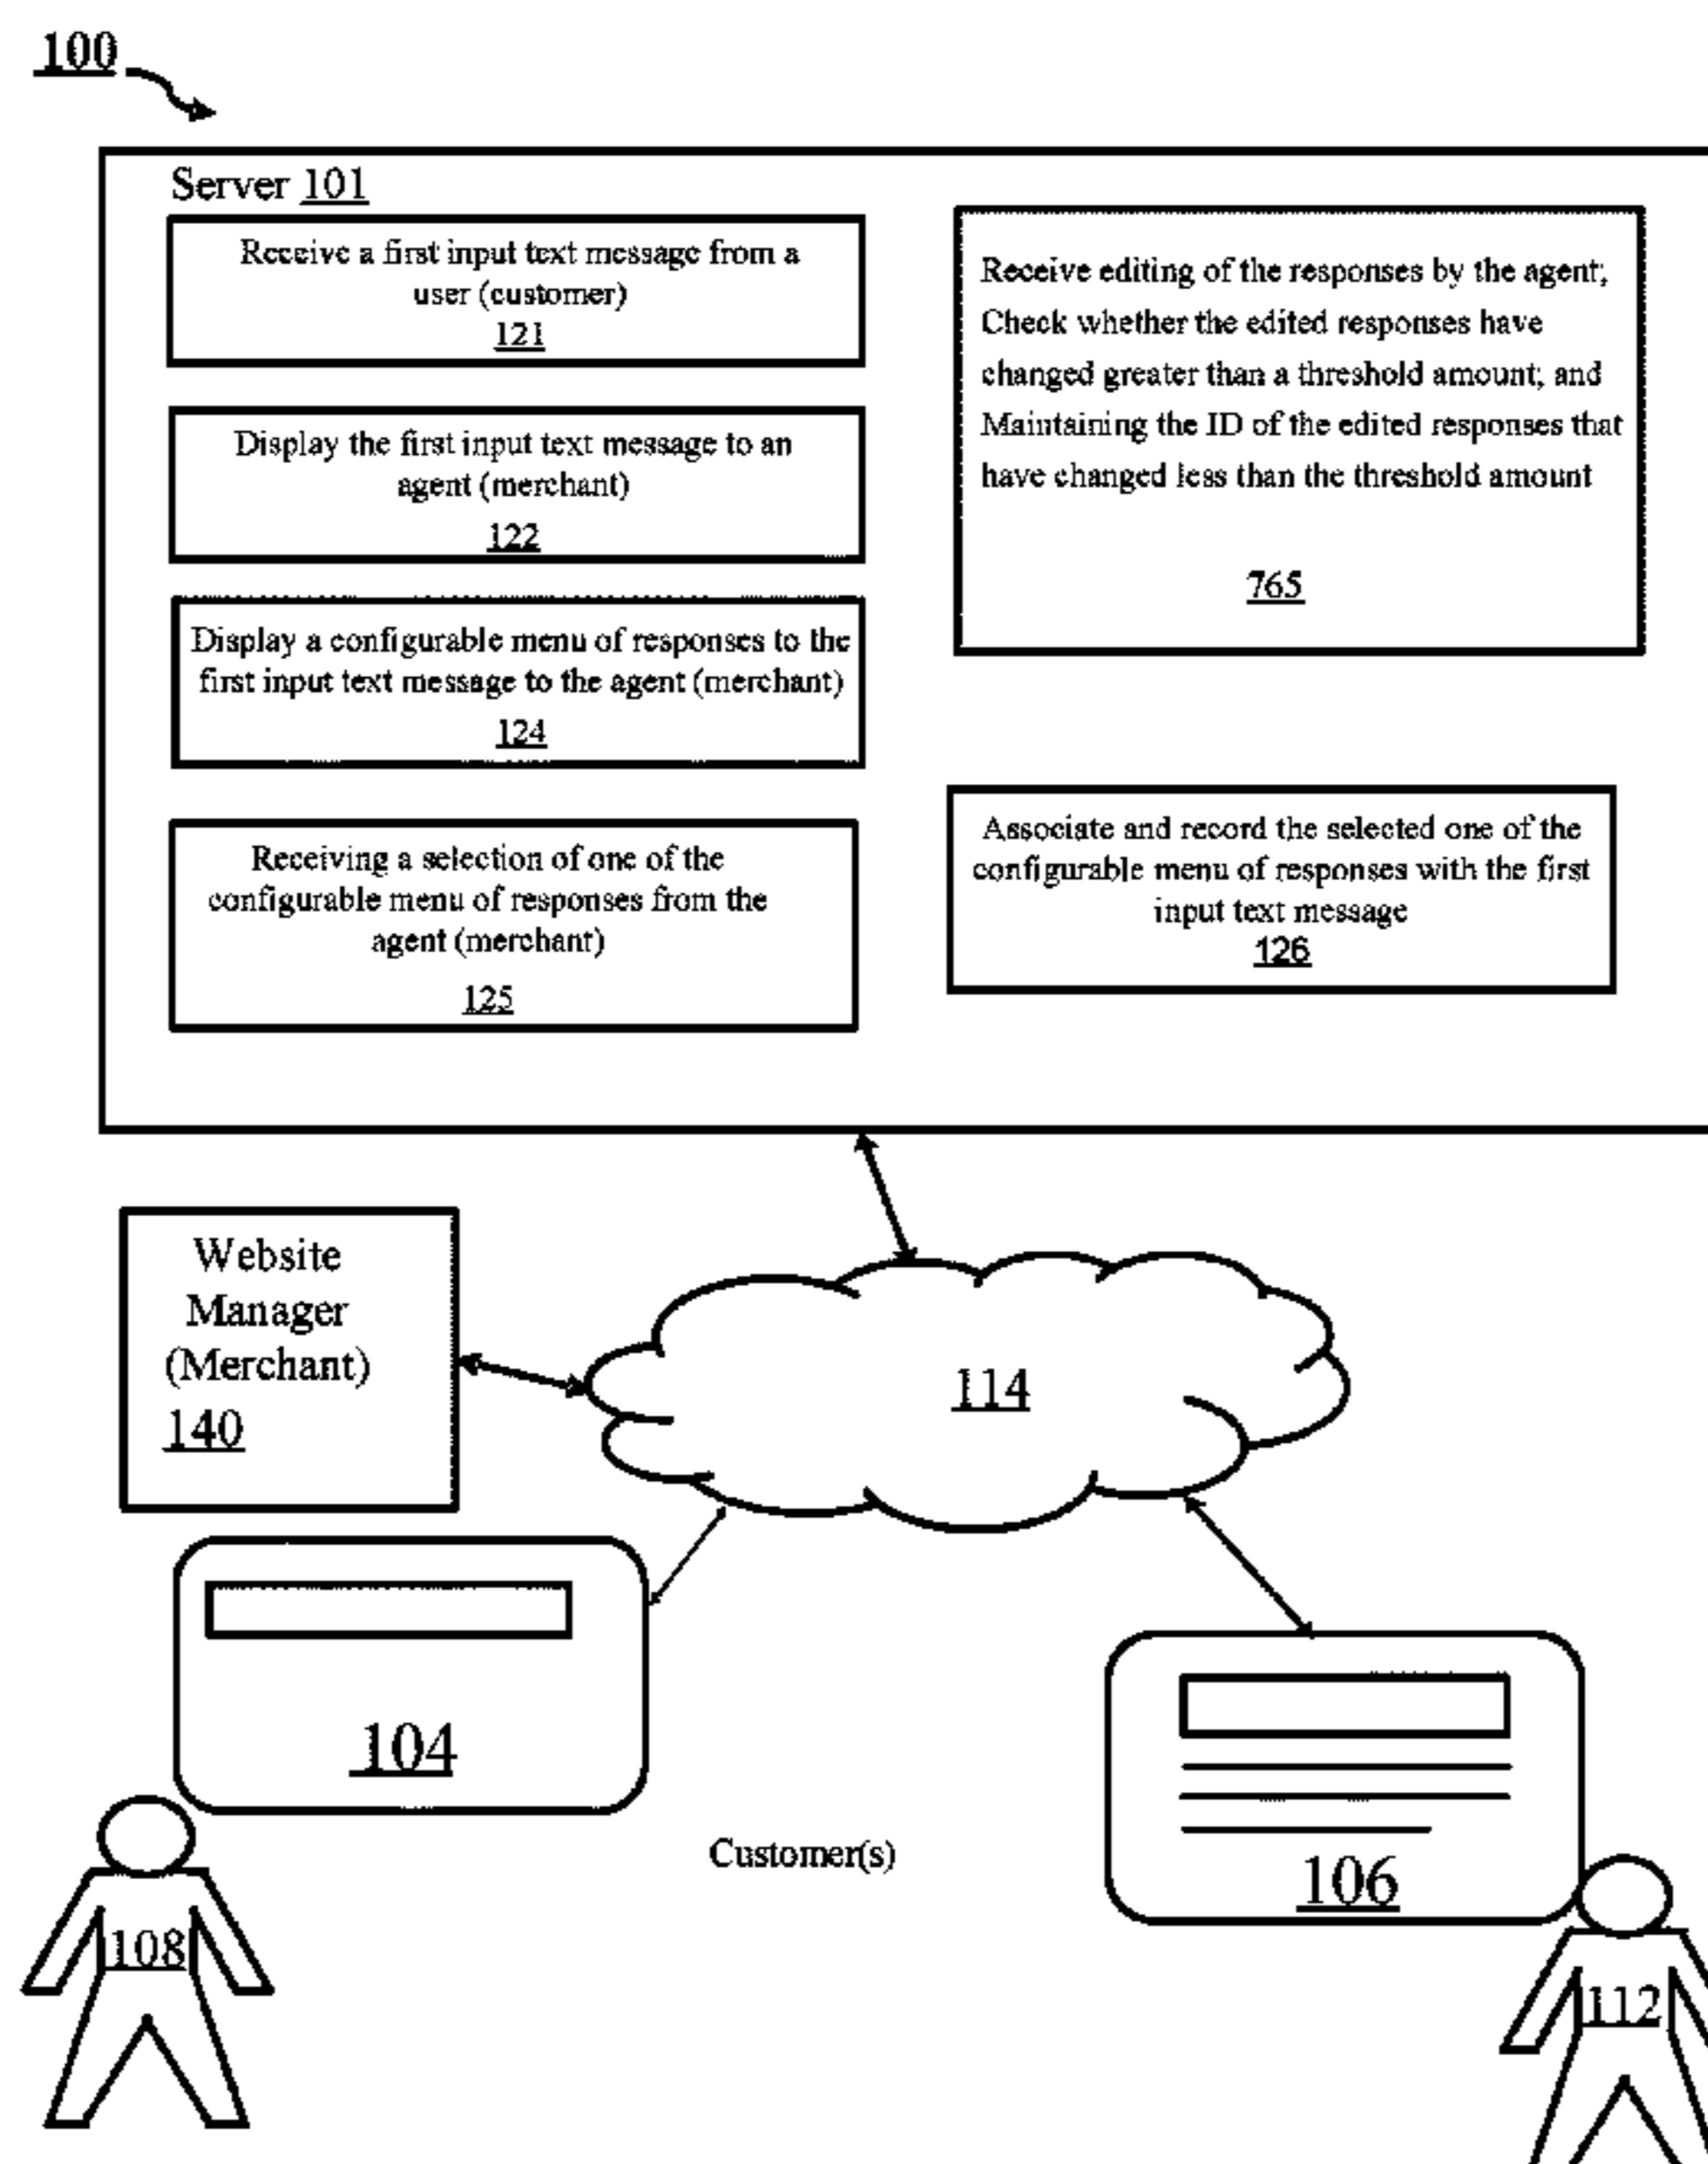 100
Server 101
Receive a first input text message from a
user (customer)
121
Display the first input text message to an
agent (merchant)
122
Display a configurable menu of responses to the
first input text message to the agent (merchant)
124
Receiving a selection of one of the
configurable menu of responses from the
agent (merchant)
125
Receive editing of the responses by the agent;
Check whether the edited responses have
changed greater than a threshold amount; and
Maintaining the ID of the edited responses that
have changed less than the threshold amount
765
Associate and record the selected one of the
configurable menu of responses with the first
input text message
126
Website
Manager
(Merchant)
140
114
104
Customer(s)
106
108
112